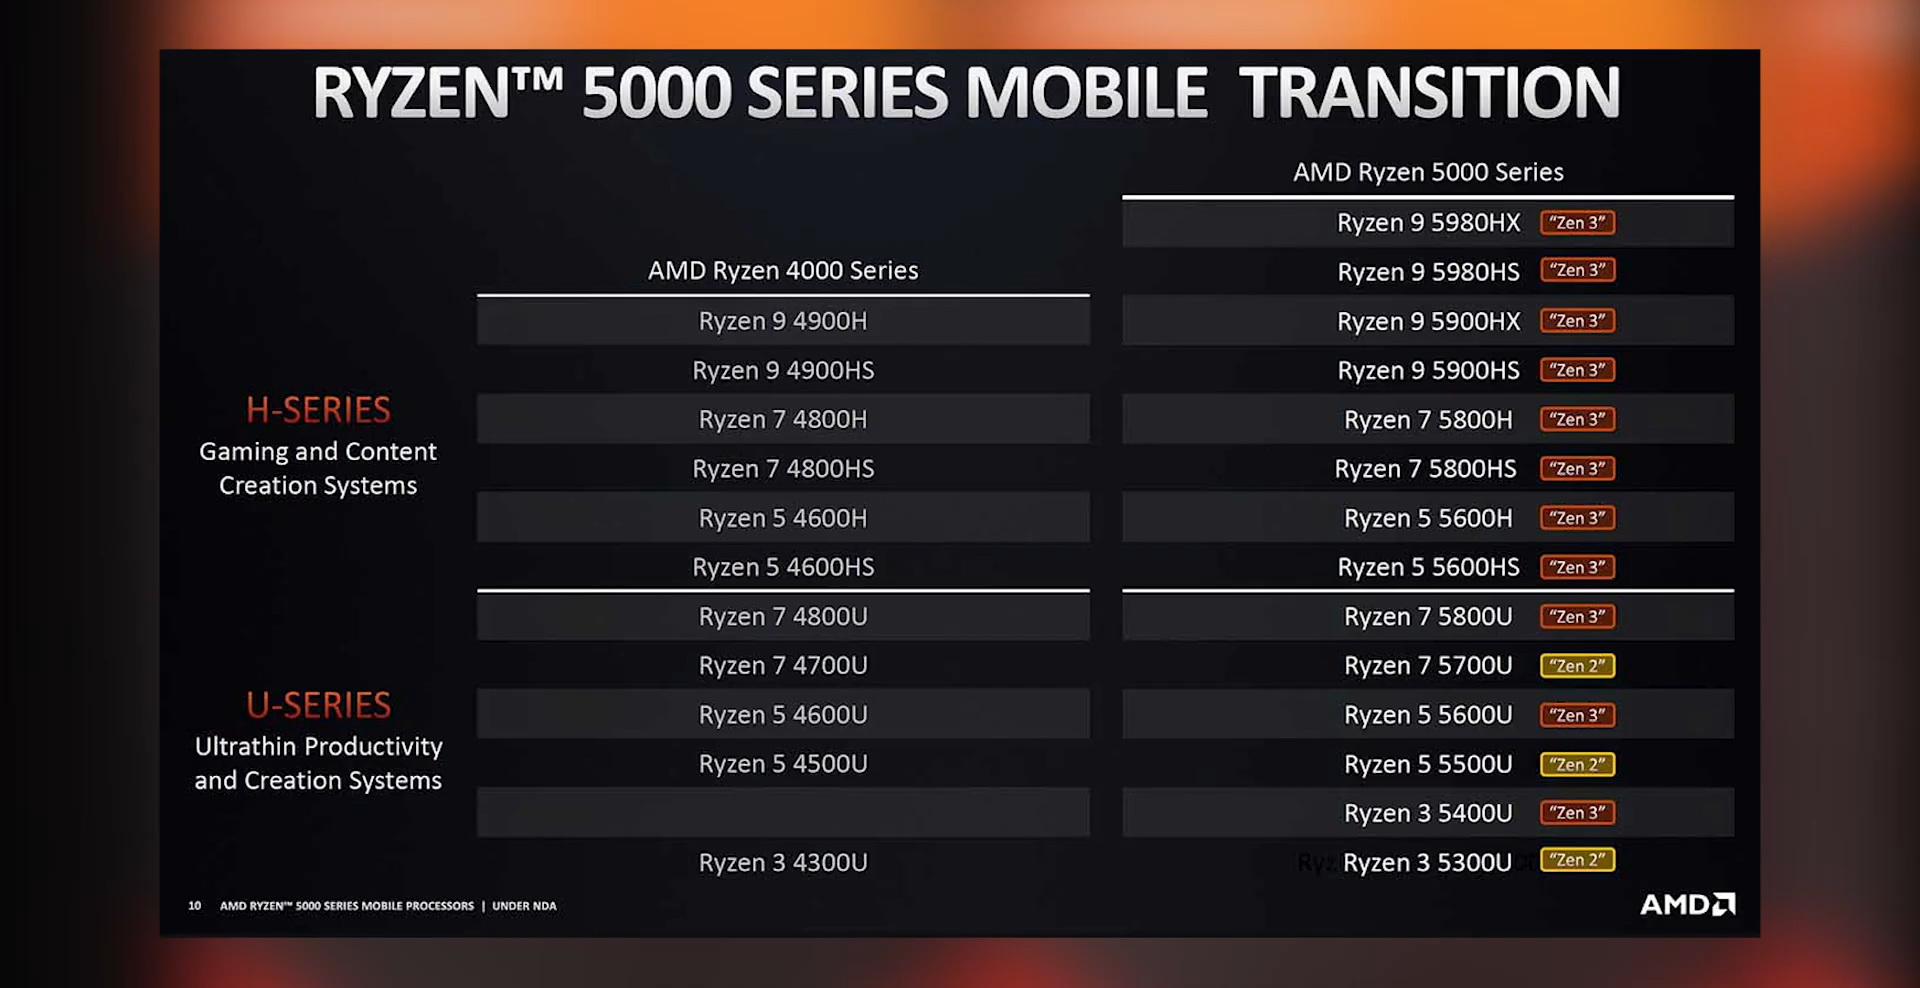 RYZEN™ 5000 SERIES MOBILE TRANSITION
AMD Ryzen 5000 Series
Ryzen 9 5980HX "Zen 3"
AMD Ryzen 4000 Series
Ryzen 9 5980HS "Zen 3"
Ryzen 9 4900H
Ryzen 9 5900HX "Zen 3"
Ryzen 9 4900HS
Ryzen 9 5900HS "Zen 3"
H-SERIES
Gaming and Content
Creation Systems
Ryzen 7 4800H
Ryzen 7 5800H "Zen 3"
Ryzen 7 4800HS
Ryzen 7 5800HS "Zen 3"
Ryzen 5 4600H
Ryzen 5 5600H "Zen 3"
Ryzen 5 4600HS
Ryzen 5 5600HS "Zen 3"
Ryzen 7 4800U
Ryzen 7 5800U "Zen 3"
Ryzen 7 4700U
Ryzen 7 5700U "Zen 2"
U-SERIES
Ultrathin Productivity
and Creation Systems
Ryzen 5 4600U
Ryzen 5 5600U "Zen 3"
Ryzen 5 4500U
Ryzen 5 5500U "Zen 2"
Ryzen 3 5400U "Zen 3"
Ryzen 3 4300U
Ryzen 3 5300U "Zen 2"
10 AMD RYZEN™ 5000 SERIES MOBILE PROCESSORS | UNDER NDA
AMD